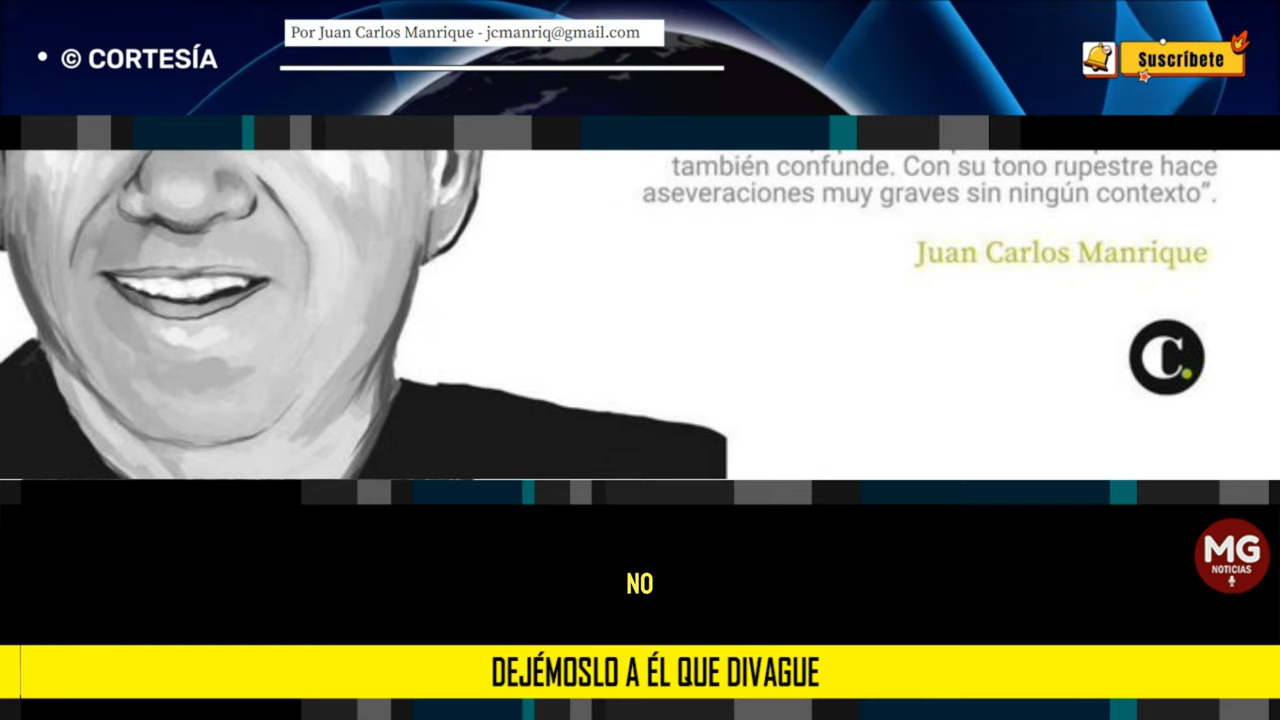 Por Juan Carlos Manrique - jcmanriq@gmail.com
• © CORTESÍA
Suscríbete
también confunde. Con su tono rupestre hace
aseveraciones muy graves sin ningún contexto”.
Juan Carlos Manrique
C.
MG
NOTICIAS
NO
DEJÉMOSLO A ÉL QUE DIVAGUE